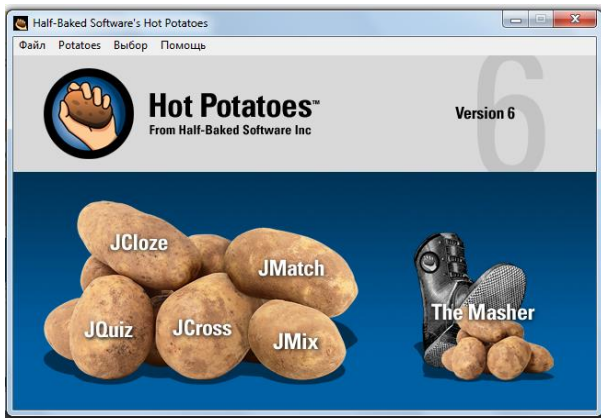 Half-Baked Software's Hot Potatoes
Файл Potatoes Выбор Помощь
6
Hot Potatoes™
From Half-Baked Software Inc
Version 6
JCloze
JMatch
JQuiz
JCross
JMix
The Masher